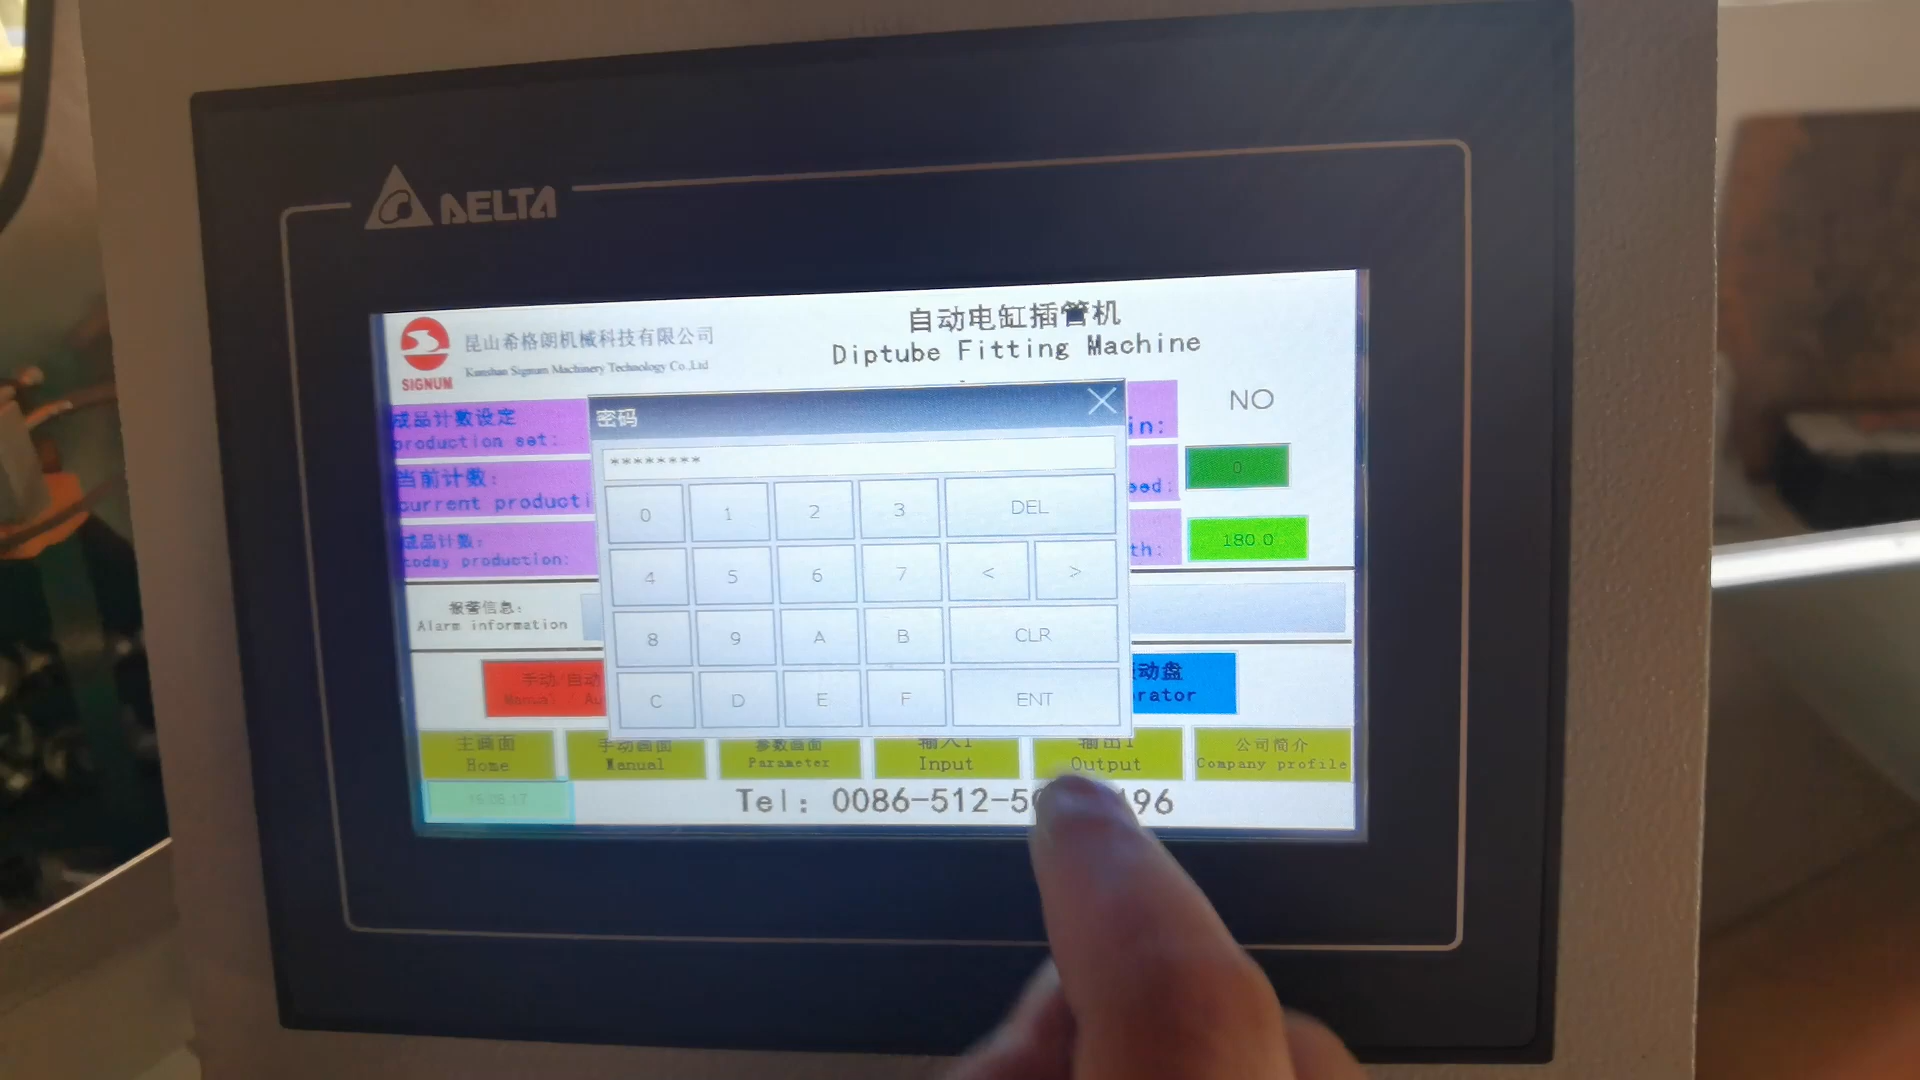 DELTA
昆山希格朗机械科技有限公司
Kunshan Signum Machinery Technology Co.,Ltd
SIGNUM
自动电缸插管机
Diptube Fitting Machine
成品计数设定
production set:
in:
NO
当前计数:
current producti
eed:
0
成品计数:
today production:
th:
180.0
密码
********
0 1 2 3 DEL
4 5 6 7 < >
8 9 A B CLR
C D E F ENT
报警信息:
Alarm information
手动/自动
Manual Au
动盘
rator
主画面
Home
手动画面
Manual
参数画面
Parameter
输入1
Input
输出1
Output
公司简介
Company profile
Tel: 0086-512-5 96